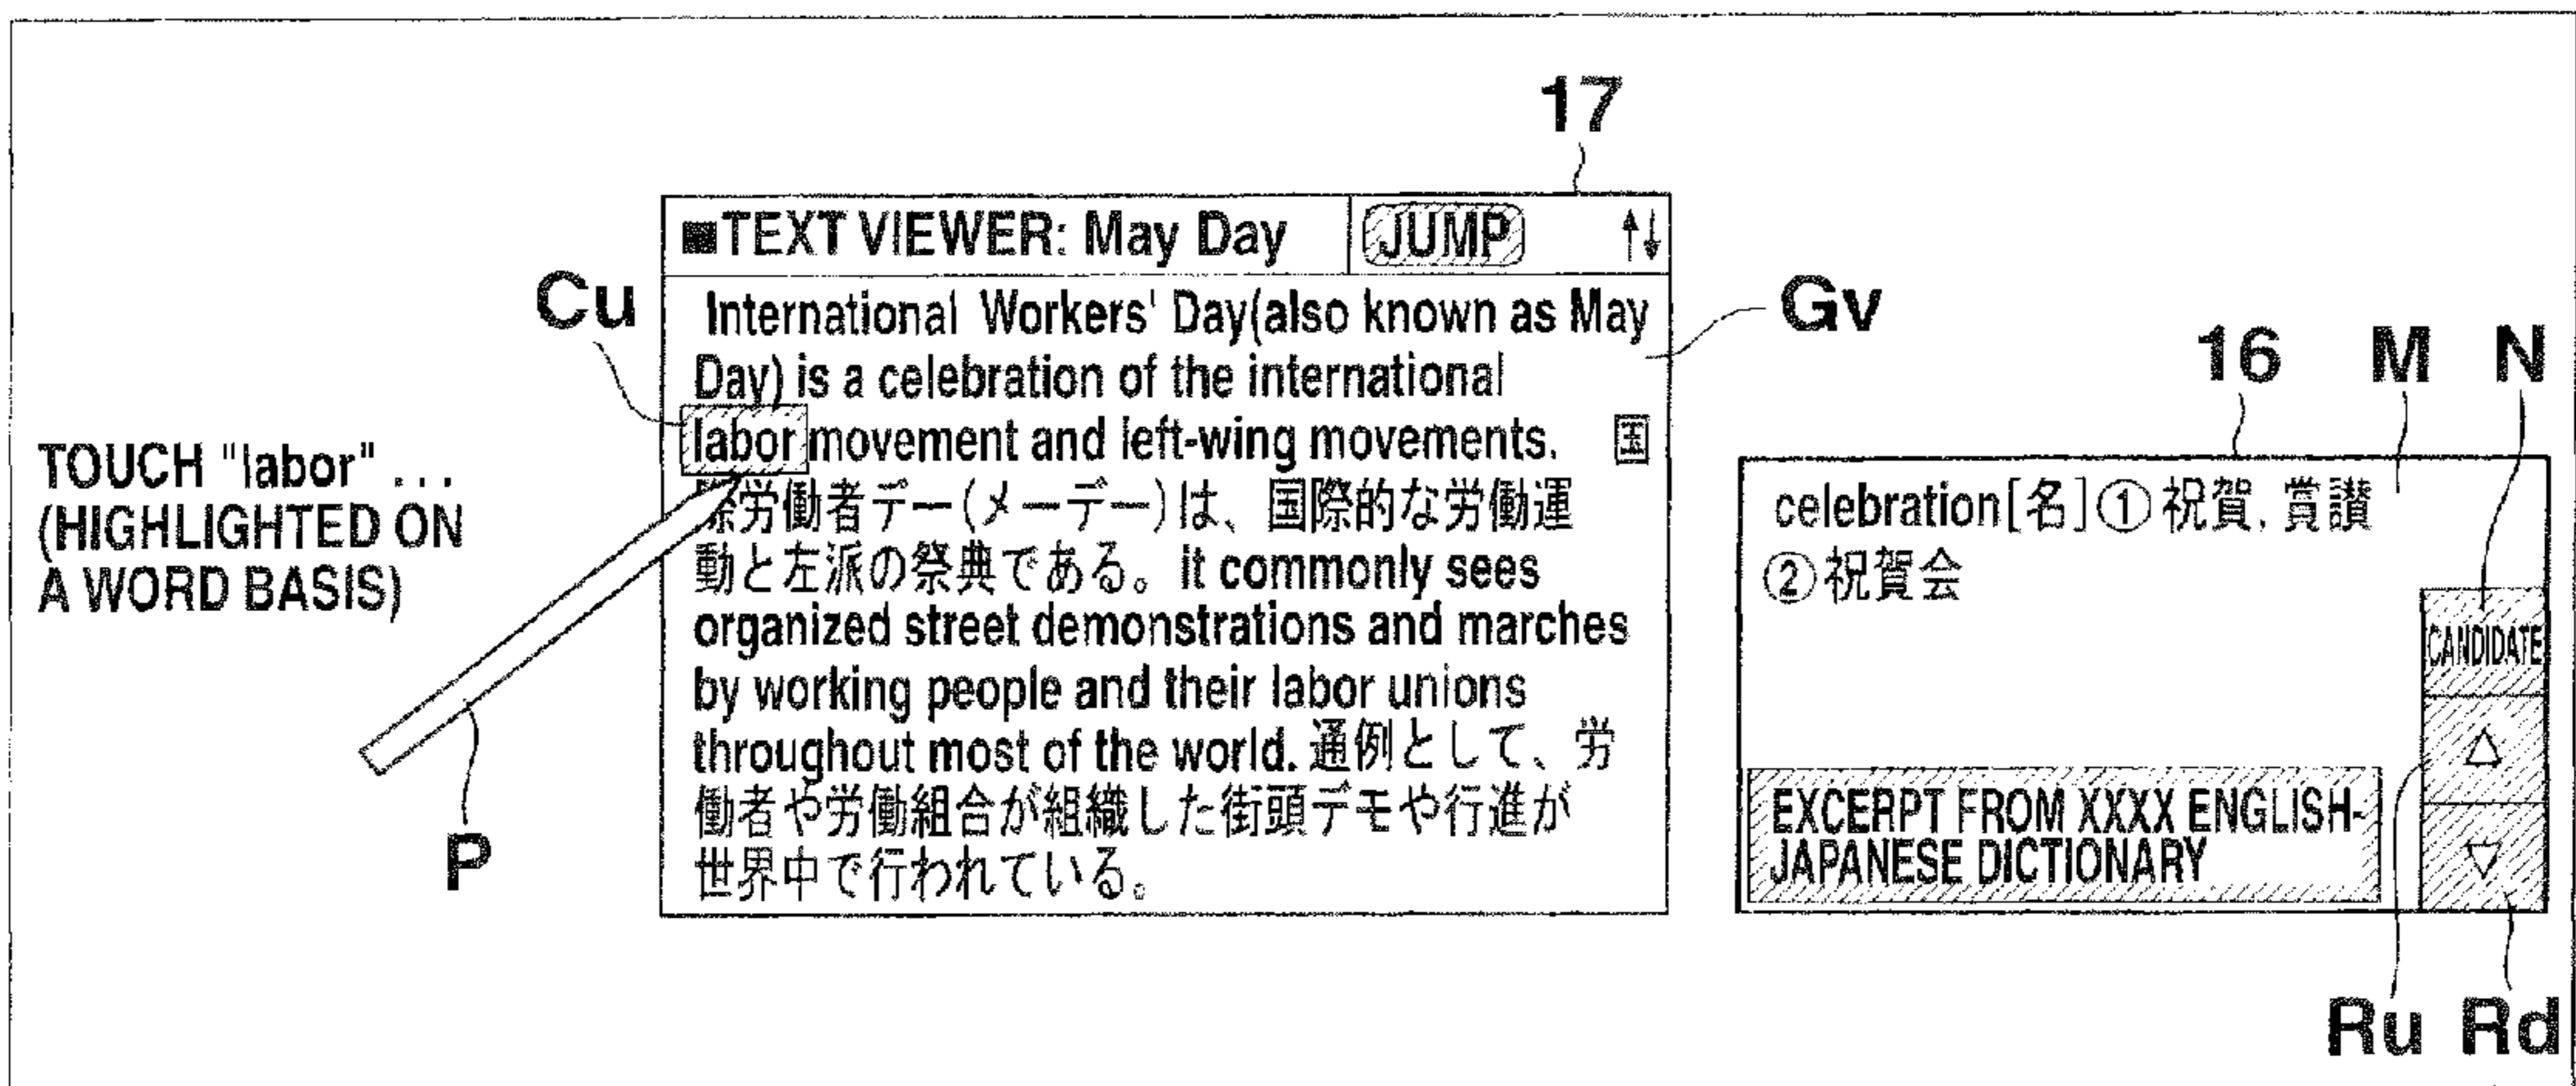 17
■TEXT VIEWER: May Day JUMP ↑↓
Cu
International Workers' Day(also known as May
Day) is a celebration of the international
labor movement and left-wing movements. 国
際労働者デー(メーデー)は、国際的な労働運
動と左派の祭典である。it commonly sees
organized street demonstrations and marches
by working people and their labor unions
throughout most of the world. 通例として、労
働者や労働組合が組織した街頭デモや行進が
世界中で行われている。
Gv
TOUCH "labor" ...
(HIGHLIGHTED ON
A WORD BASIS)
P
16 M N
celebration[名]① 祝賀, 賞讃
②祝賀会
CANDIDATE
△
▽
EXCERPT FROM XXXX ENGLISH-
JAPANESE DICTIONARY
Ru Rd